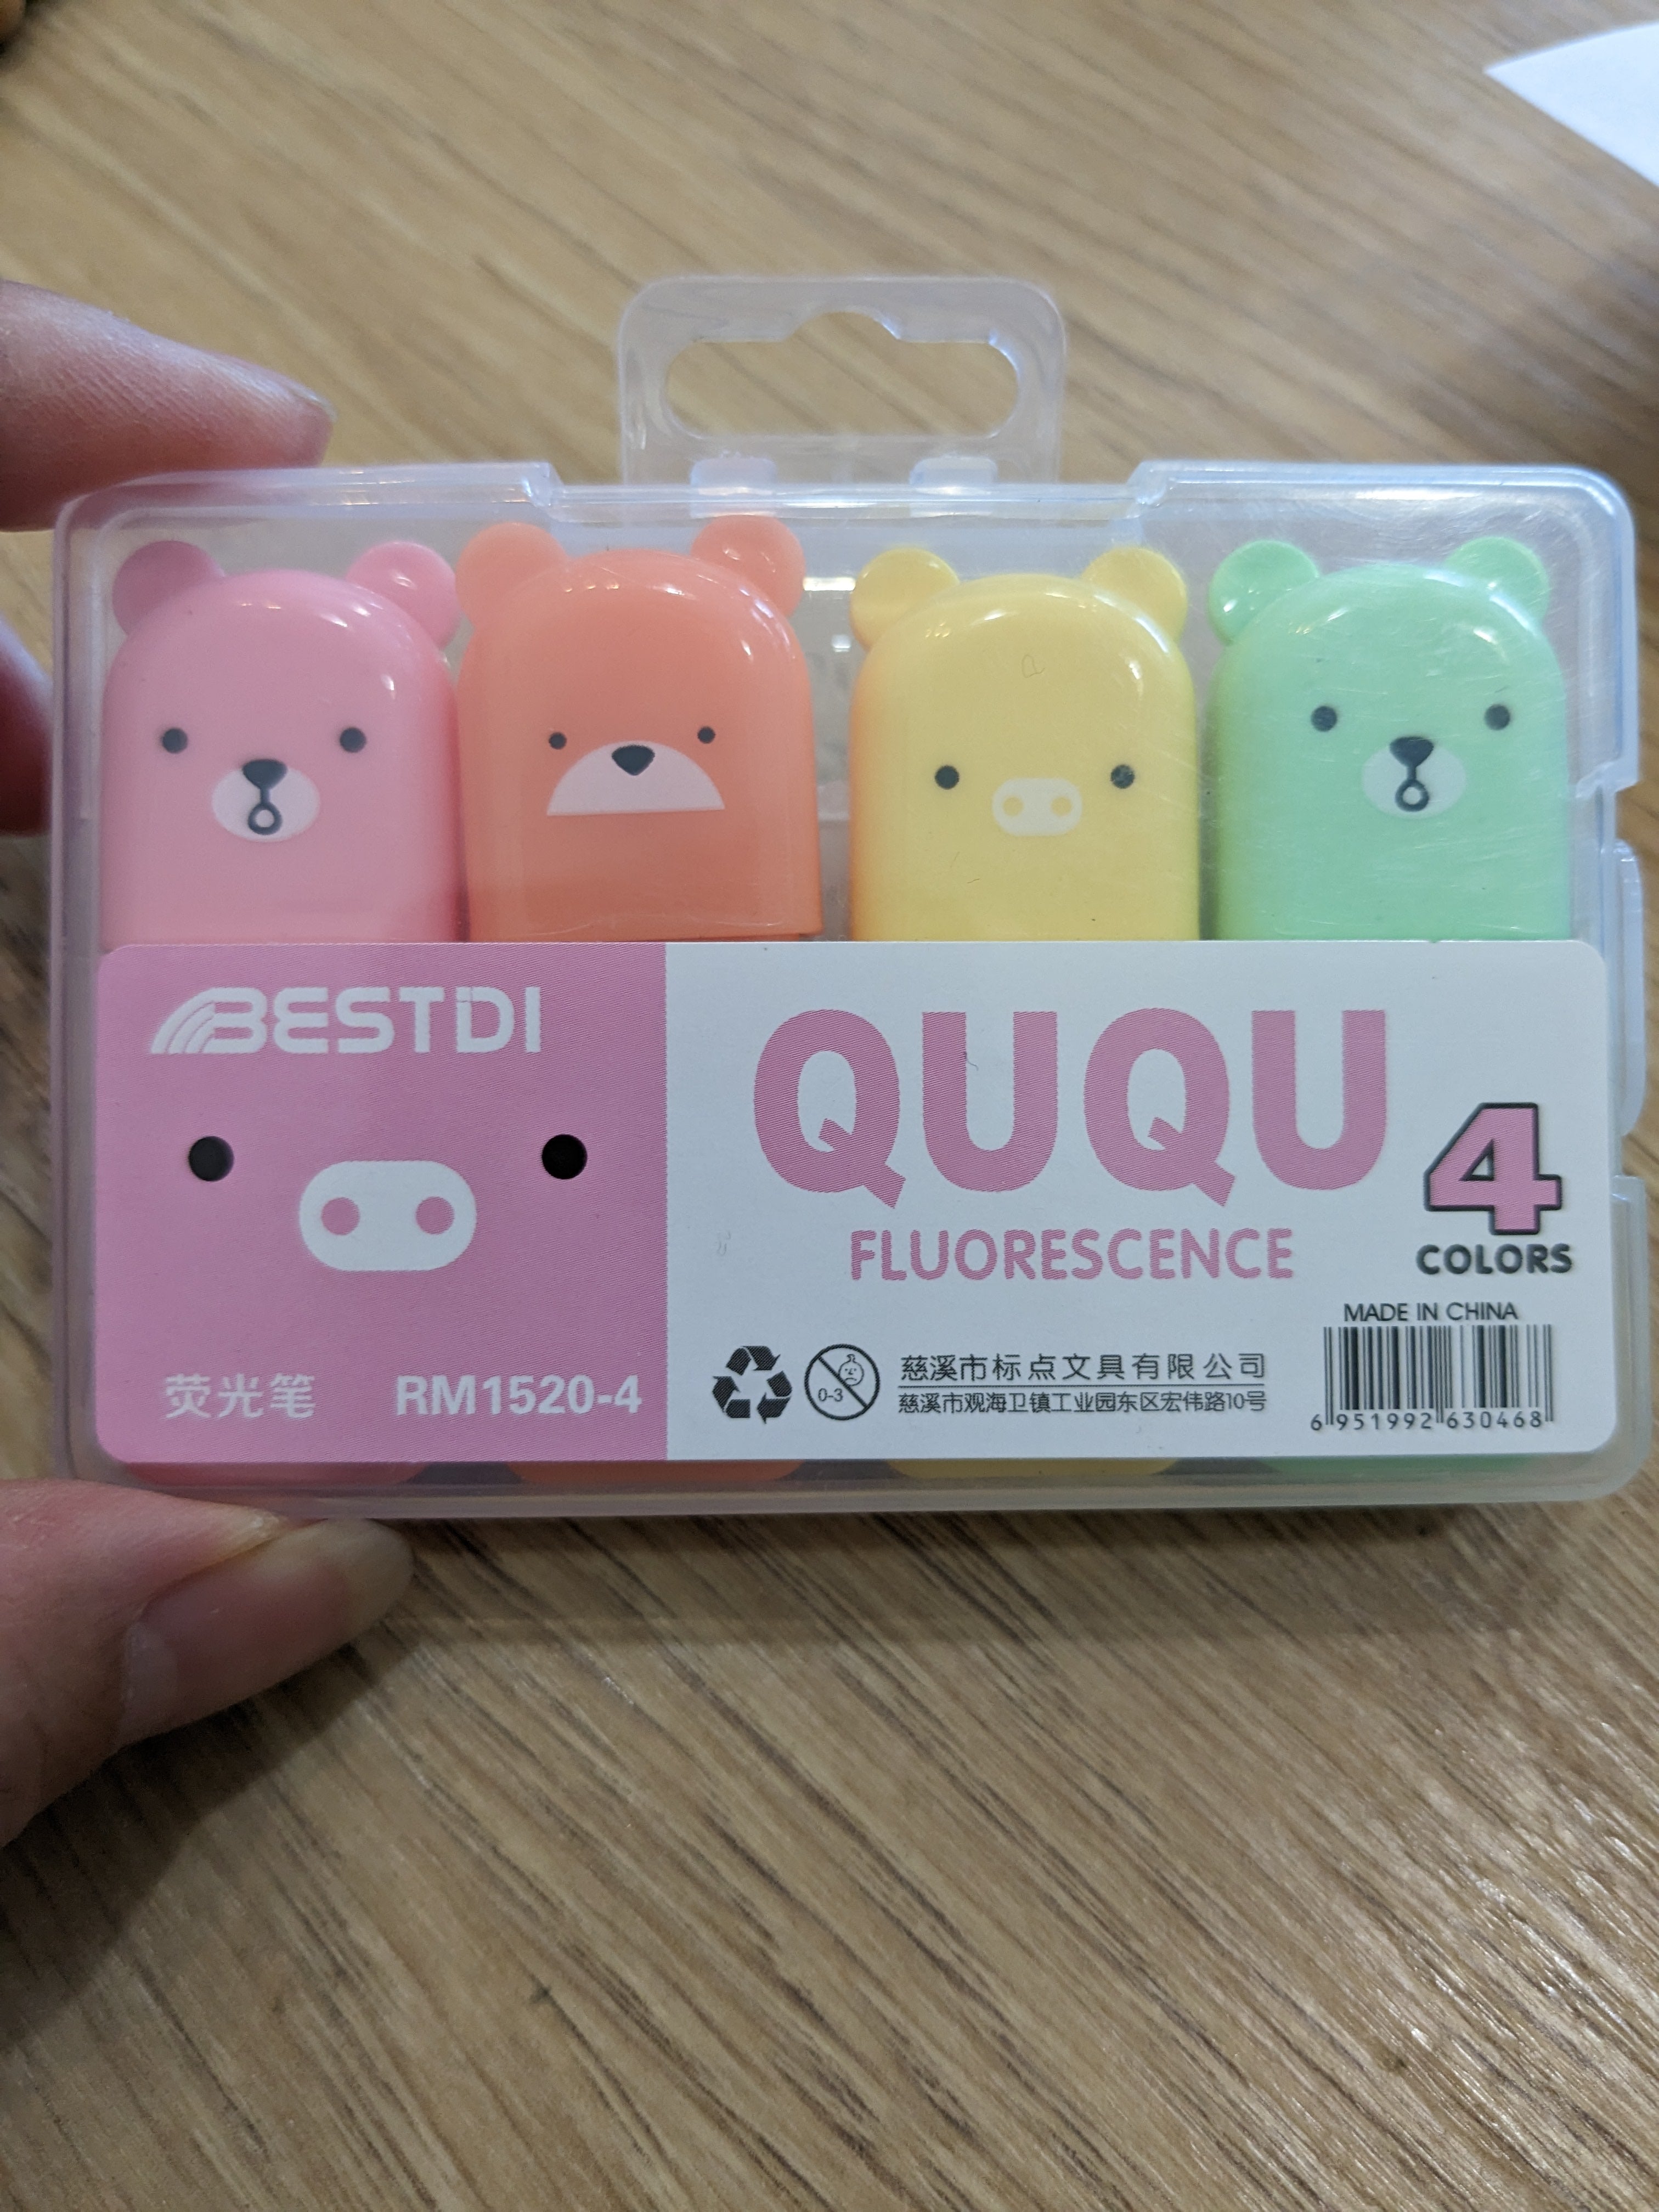 BESTDI
荧光笔 RM1520-4
QUQU
FLUORESCENCE
4
COLORS
MADE IN CHINA
0-3
慈溪市标点文具有限公司
慈溪市观海卫镇工业园东区宏伟路10号
6 951992 630468